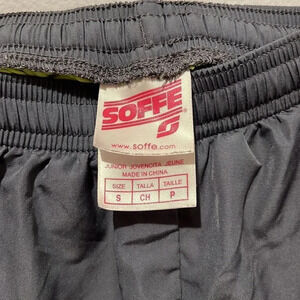 SOFFE
www.soffe.com
JUNIOR JOVENCITA JEUNE
MADE IN CHINA
SIZE TALLA TAILLE
S CH P